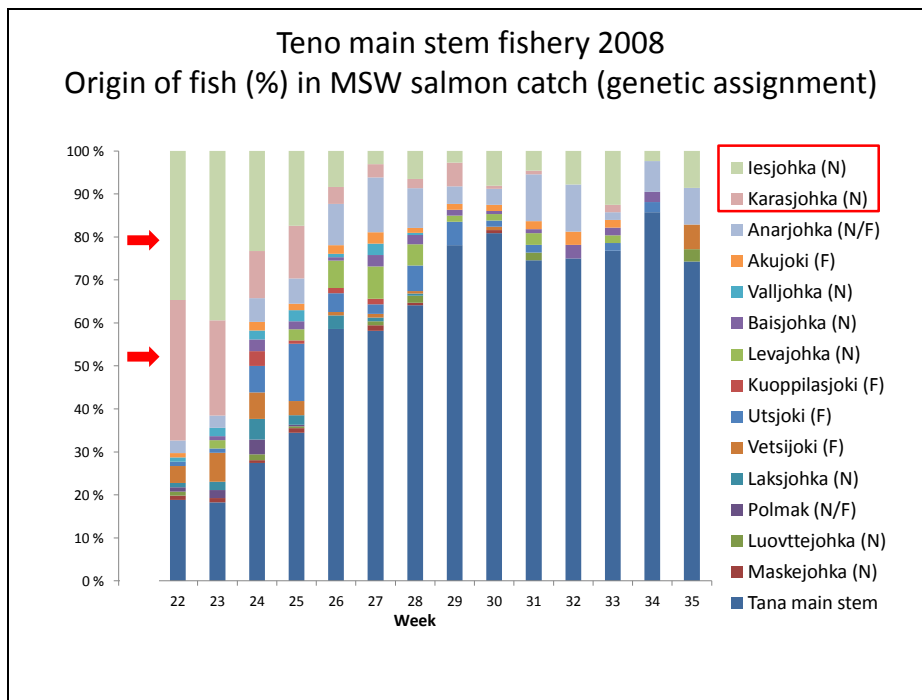 Teno main stem fishery 2008
Origin of fish (%) in MSW salmon catch (genetic assignment)
100 %
90 %
80 %
70 %
60 %
50 %
40 %
30 %
20 %
10 %
0 %
22 23 24 25 26 27 28 29 30 31 32 33 34 35
Week
Iesjohka (N)
Karasjohka (N)
Anarjohka (N/F)
Akujoki (F)
Valljohka (N)
Baisjohka (N)
Levajohka (N)
Kuoppilasjoki (F)
Utsjoki (F)
Vetsijoki (F)
Laksjohka (N)
Polmak (N/F)
Luovttejohka (N)
Maskejohka (N)
Tana main stem